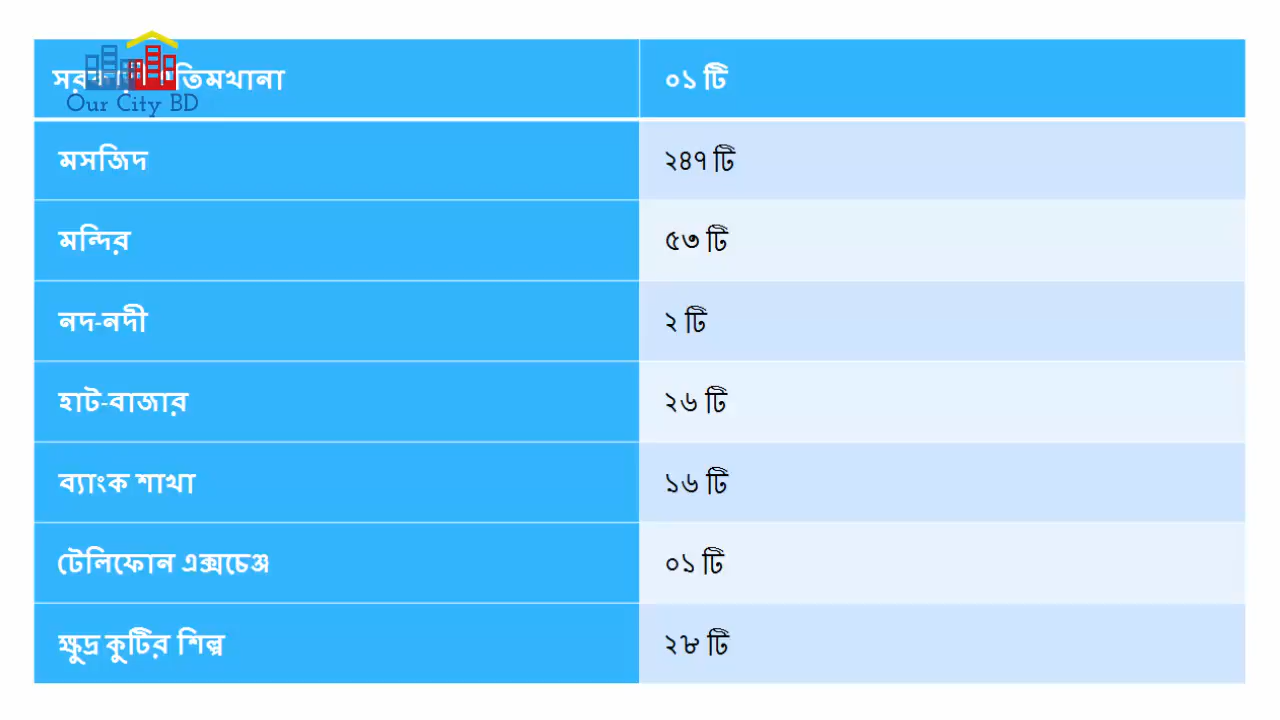 সরকারী এতিমখানা ০১ টি
Our City BD
মসজিদ ২৪৭ টি
মন্দির ৫৩ টি
নদ-নদী ২ টি
হাট-বাজার ২৬ টি
ব্যাংক শাখা ১৬ টি
টেলিফোন এক্সচেঞ্জ ০১ টি
ক্ষুদ্র কুটির শিল্প ২৮ টি